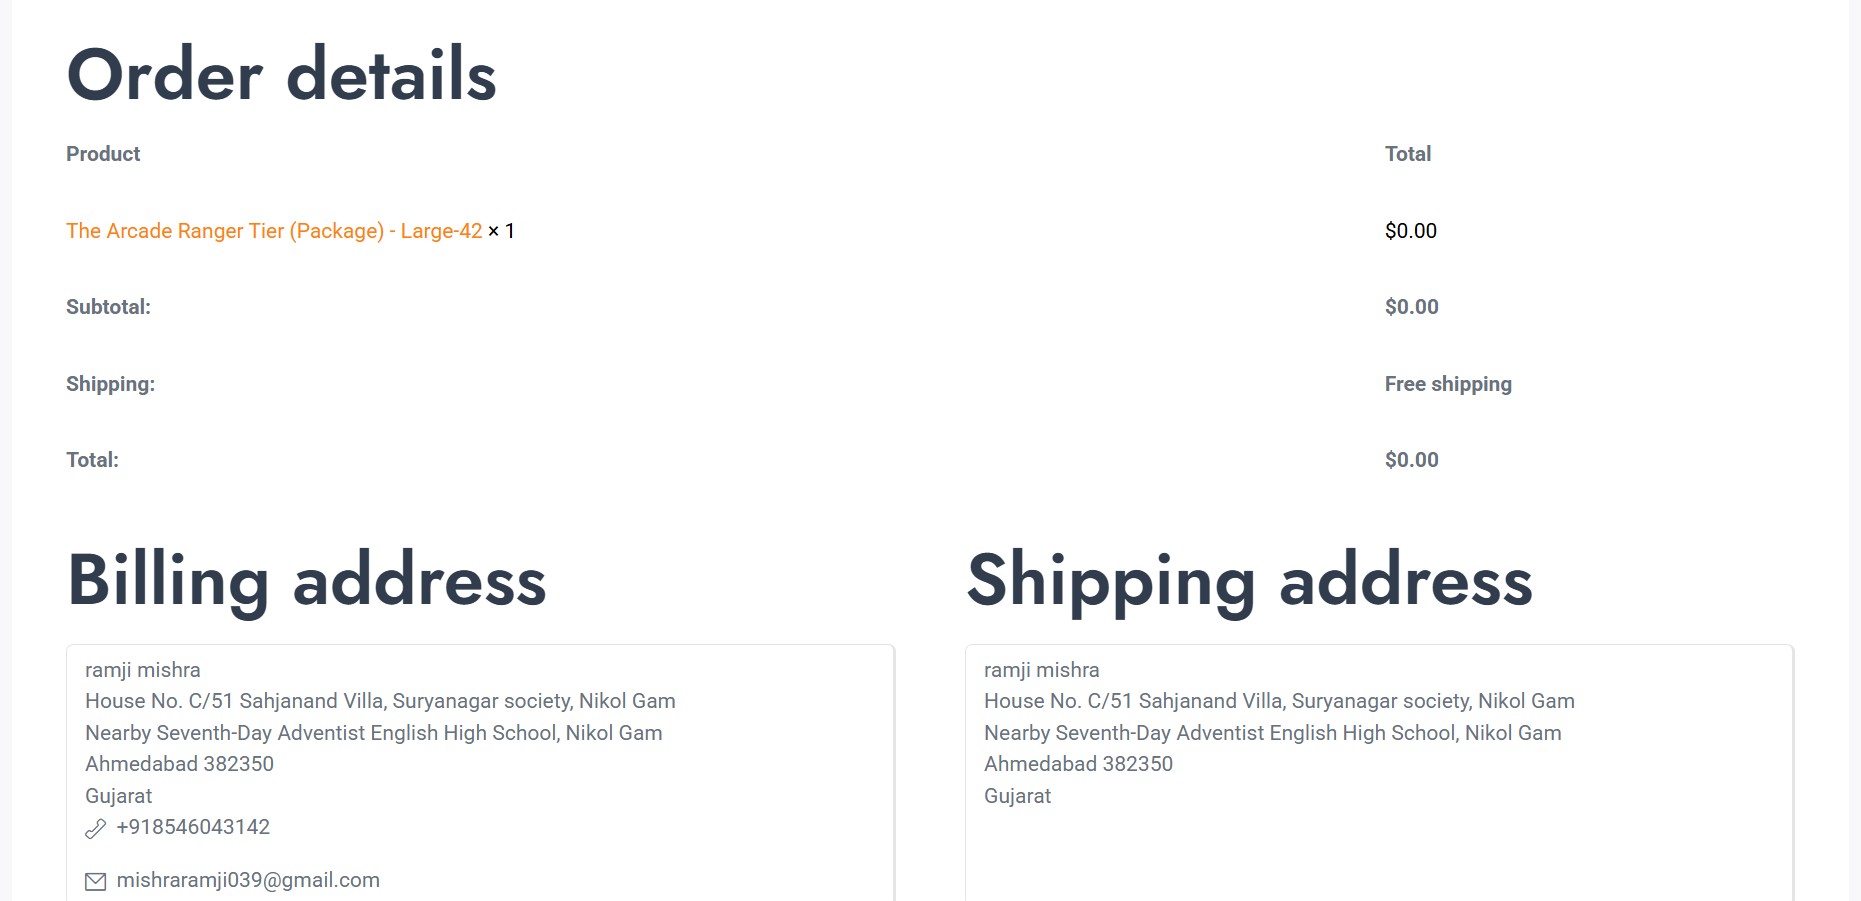 Order details
Product Total
The Arcade Ranger Tier (Package) - Large-42 × 1 $0.00
Subtotal: $0.00
Shipping: Free shipping
Total: $0.00
Billing address
ramji mishra
House No. C/51 Sahjanand Villa, Suryanagar society, Nikol Gam
Nearby Seventh-Day Adventist English High School, Nikol Gam
Ahmedabad 382350
Gujarat
+918546043142
mishraramji039@gmail.com
Shipping address
ramji mishra
House No. C/51 Sahjanand Villa, Suryanagar society, Nikol Gam
Nearby Seventh-Day Adventist English High School, Nikol Gam
Ahmedabad 382350
Gujarat